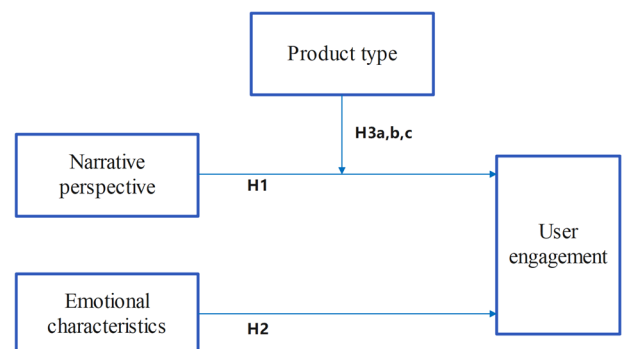 Product type
H3a,b,c
Narrative
perspective
H1
User
engagement
Emotional
characteristics
H2